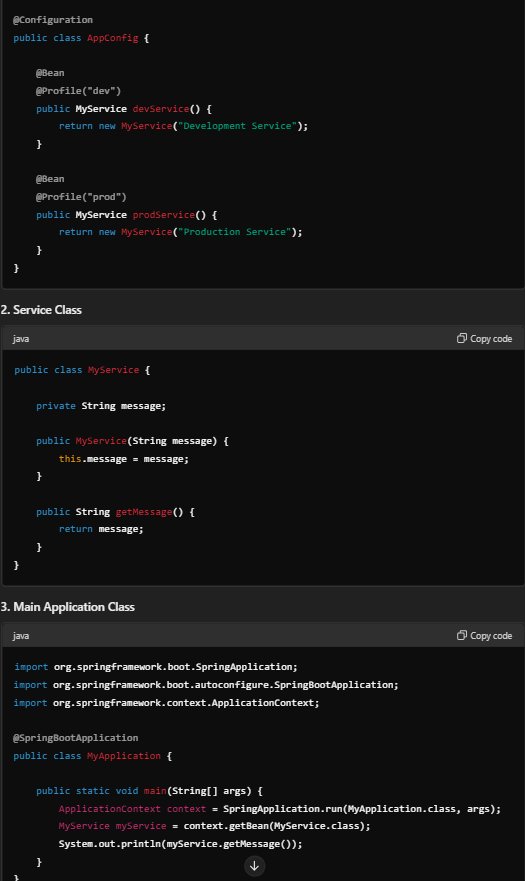 @Configuration
public class AppConfig {
@Bean
@Profile("dev")
public MyService devService() {
return new MyService("Development Service");
}
@Bean
@Profile("prod")
public MyService prodService() {
return new MyService("Production Service");
}
}
2. Service Class
java
Copy code
public class MyService {
private String message;
public MyService(String message) {
this.message = message;
}
public String getMessage() {
return message;
}
}
3. Main Application Class
java
Copy code
import org.springframework.boot.SpringApplication;
import org.springframework.boot.autoconfigure.SpringBootApplication;
import org.springframework.context.ApplicationContext;
@SpringBootApplication
public class MyApplication {
public static void main(String[] args) {
ApplicationContext context = SpringApplication.run(MyApplication.class, args);
MyService myService = context.getBean(MyService.class);
System.out.println(myService.getMessage());
}
}